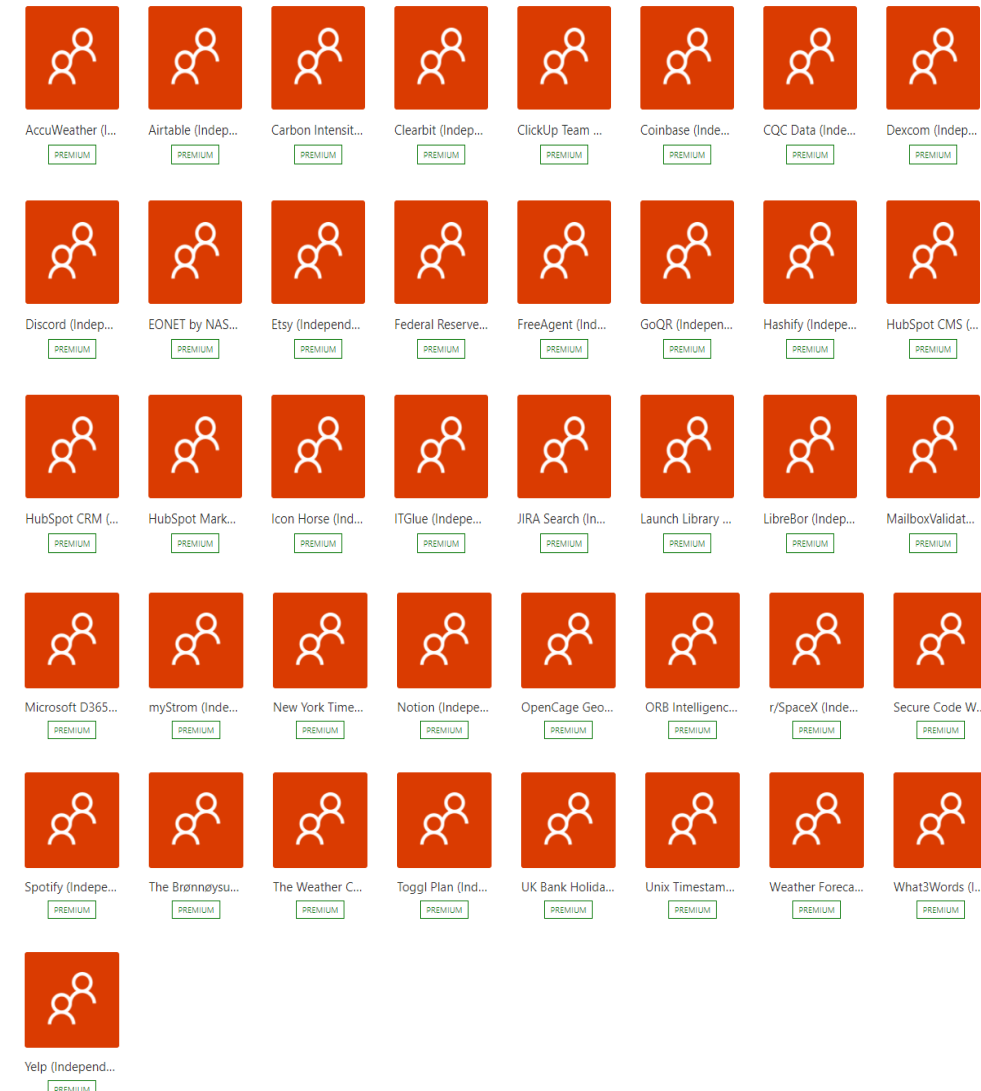 AccuWeather (I... Airtable (Indep... Carbon Intensit... Clearbit (Indep... ClickUp Team ... Coinbase (Inde... CQC Data (Inde... Dexcom (Indep...
PREMIUM PREMIUM PREMIUM PREMIUM PREMIUM PREMIUM PREMIUM PREMIUM
Discord (Indep... EONET by NAS... Etsy (Independ... Federal Reserve... FreeAgent (Ind... GoQR (Indepen... Hashify (Indepe... HubSpot CMS (...
PREMIUM PREMIUM PREMIUM PREMIUM PREMIUM PREMIUM PREMIUM PREMIUM
HubSpot CRM (... HubSpot Mark... Icon Horse (Ind... ITGlue (Indepe... JIRA Search (In... Launch Library ... LibreBor (Indep... MailboxValidat...
PREMIUM PREMIUM PREMIUM PREMIUM PREMIUM PREMIUM PREMIUM PREMIUM
Microsoft D365... myStrom (Inde... New York Time... Notion (Indepe... OpenCage Geo... ORB Intelligenc... r/SpaceX (Inde... Secure Code W...
PREMIUM PREMIUM PREMIUM PREMIUM PREMIUM PREMIUM PREMIUM PREMIUM
Spotify (Indepe... The Brønnøysu... The Weather C... Toggl Plan (Ind... UK Bank Holida... Unix Timestam... Weather Foreca... What3Words (I...
PREMIUM PREMIUM PREMIUM PREMIUM PREMIUM PREMIUM PREMIUM PREMIUM
Yelp (Independ...
PREMIUM